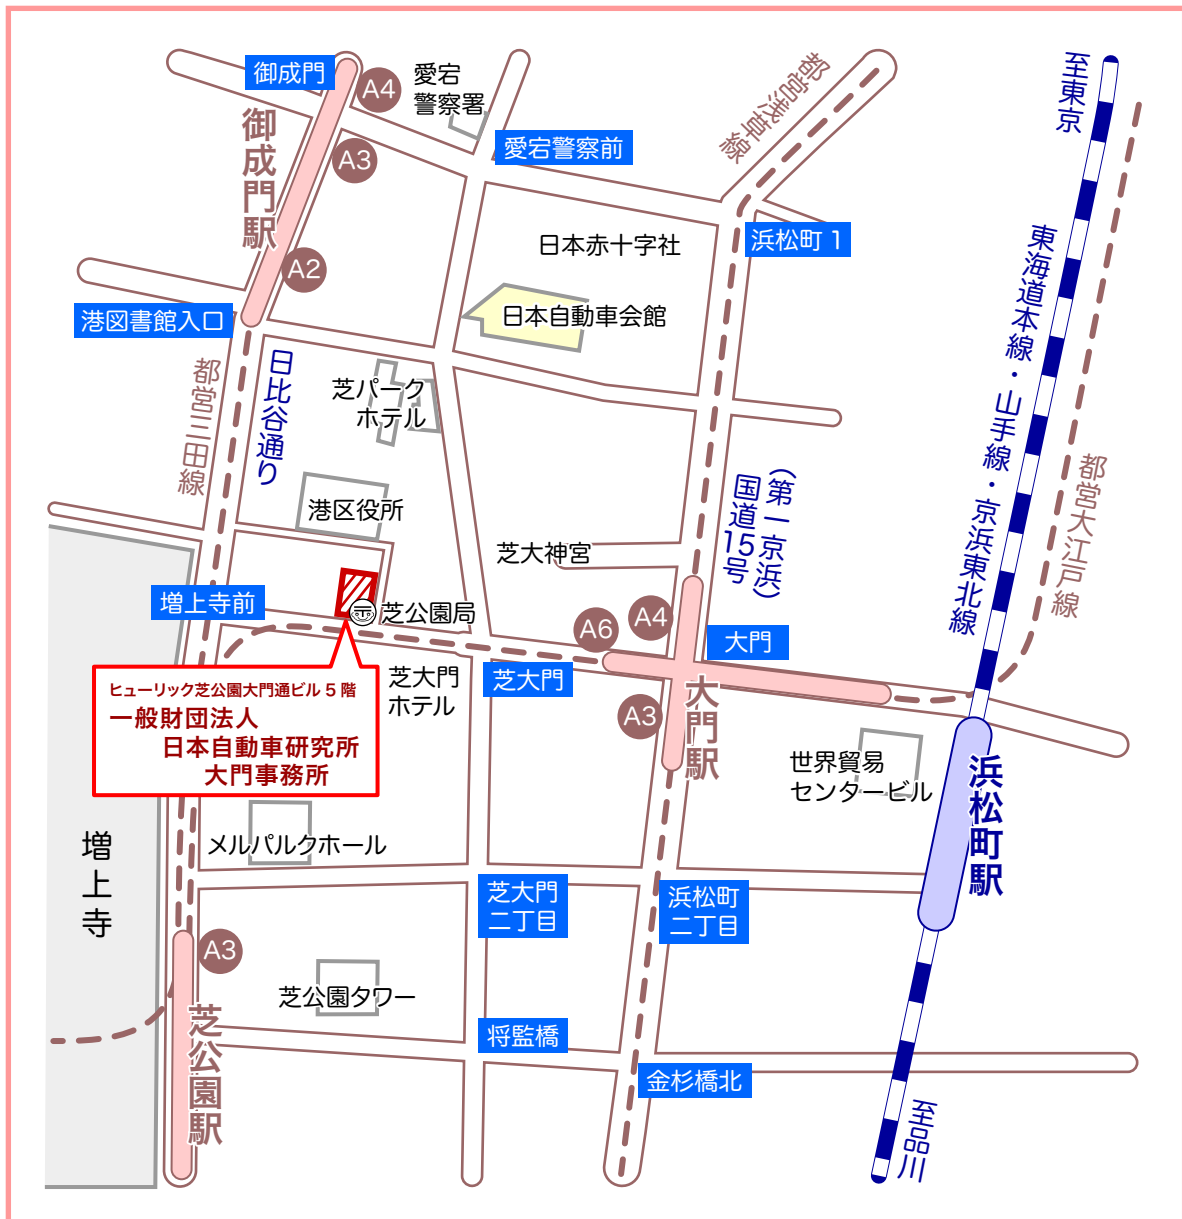 御成門
A4
愛宕
警察署
都営浅草線
至東京
御成門駅
A3
愛宕警察前
日本赤十字社
浜松町1
A2
東海道本線・山手線・京浜東北線
港図書館入口
日本自動車会館
都営三田線
日比谷通り
芝パーク
ホテル
都営大江戸線
港区役所
国道15号
（第一京浜）
芝大神宮
増上寺前
芝公園局
A6
A4
大門
ヒューリック芝公園大門通ビル5階
一般財団法人
日本自動車研究所
大門事務所
芝大門
ホテル
芝大門
A3
大門駅
世界貿易
センタービル
浜松町駅
増上寺
メルパルクホール
芝大門
二丁目
浜松町
二丁目
A3
芝公園タワー
芝公園駅
将監橋
金杉橋北
至品川